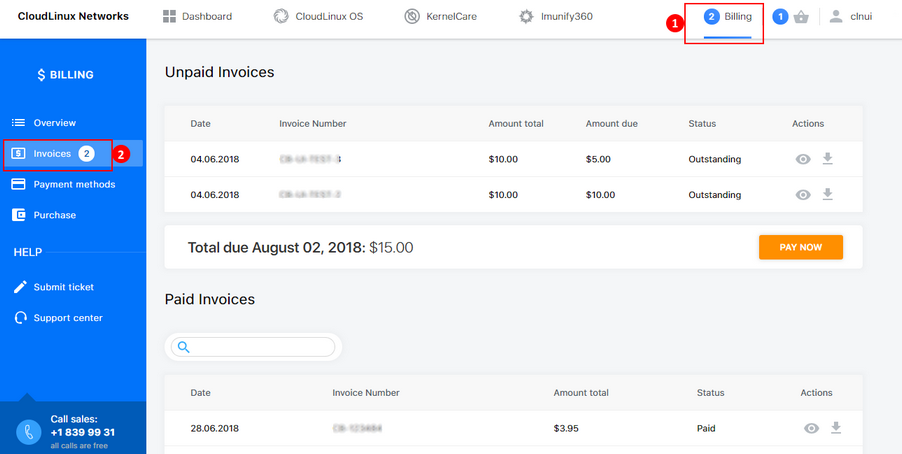 CloudLinux Networks Dashboard CloudLinux OS KernelCare Imunify360 1 2 Billing 1 clnui
$ BILLING
Overview
Invoices 2 2
Payment methods
Purchase
HELP
Submit ticket
Support center
Call sales:
+1 839 99 31
all calls are free
Unpaid Invoices
Date Invoice Number Amount total Amount due Status Actions
04.06.2018 $10.00 $5.00 Outstanding
04.06.2018 $10.00 $10.00 Outstanding
Total due August 02, 2018: $15.00 PAY NOW
Paid Invoices
Date Invoice Number Amount total Status Actions
28.06.2018 $3.95 Paid